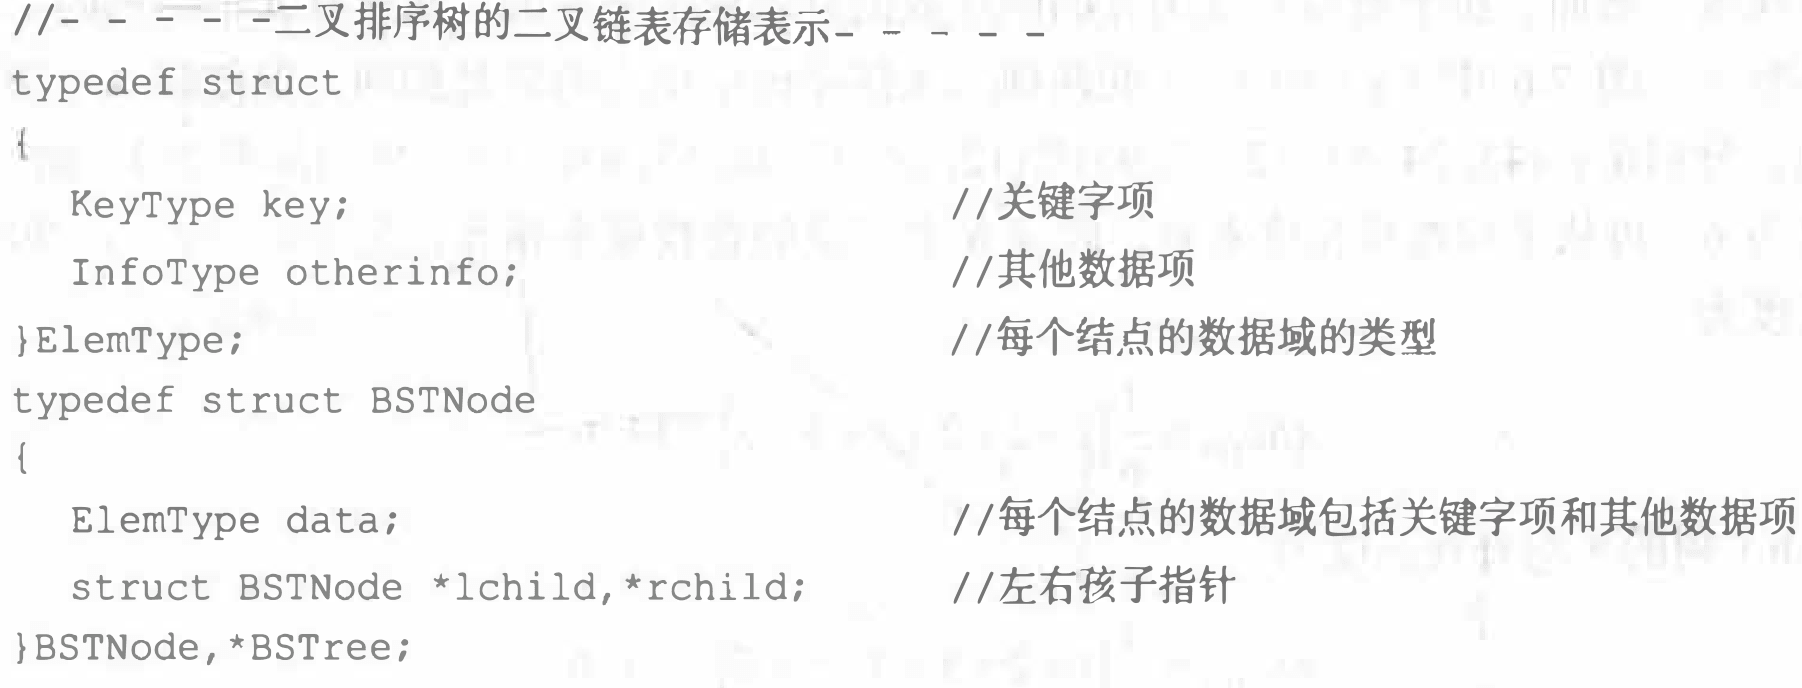 //- - - - -二叉排序树的二叉链表存储表示- - - - -
typedef struct
{
KeyType key; //关键字项
InfoType otherinfo; //其他数据项
}ElemType; //每个结点的数据域的类型
typedef struct BSTNode
{
ElemType data; //每个结点的数据域包括关键字项和其他数据项
struct BSTNode *lchild,*rchild; //左右孩子指针
}BSTNode,*BSTree;